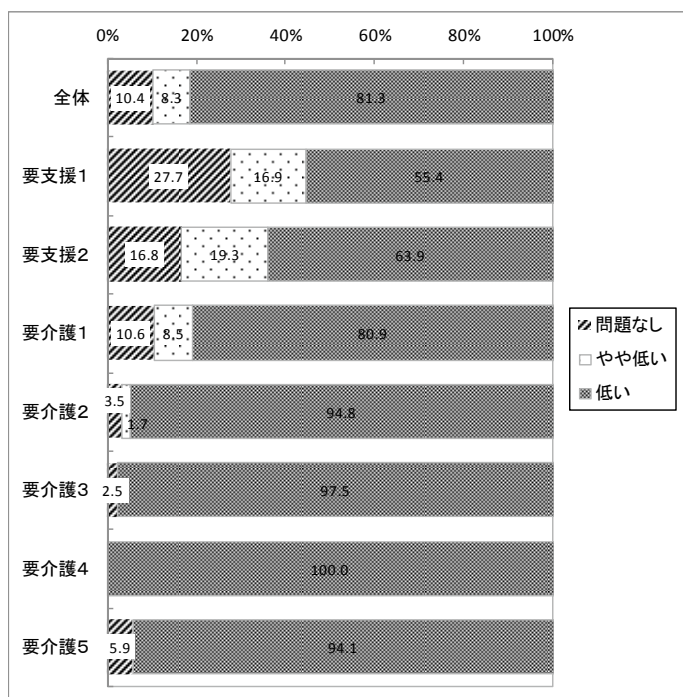 0% 20% 40% 60% 80% 100%
全体 10.4 8.3 81.3
要支援1 27.7 16.9 55.4
要支援2 16.8 19.3 63.9
要介護1 10.6 8.5 80.9
要介護2 3.5 1.7 94.8
要介護3 2.5 97.5
要介護4 100.0
要介護5 5.9 94.1
問題なし
やや低い
低い